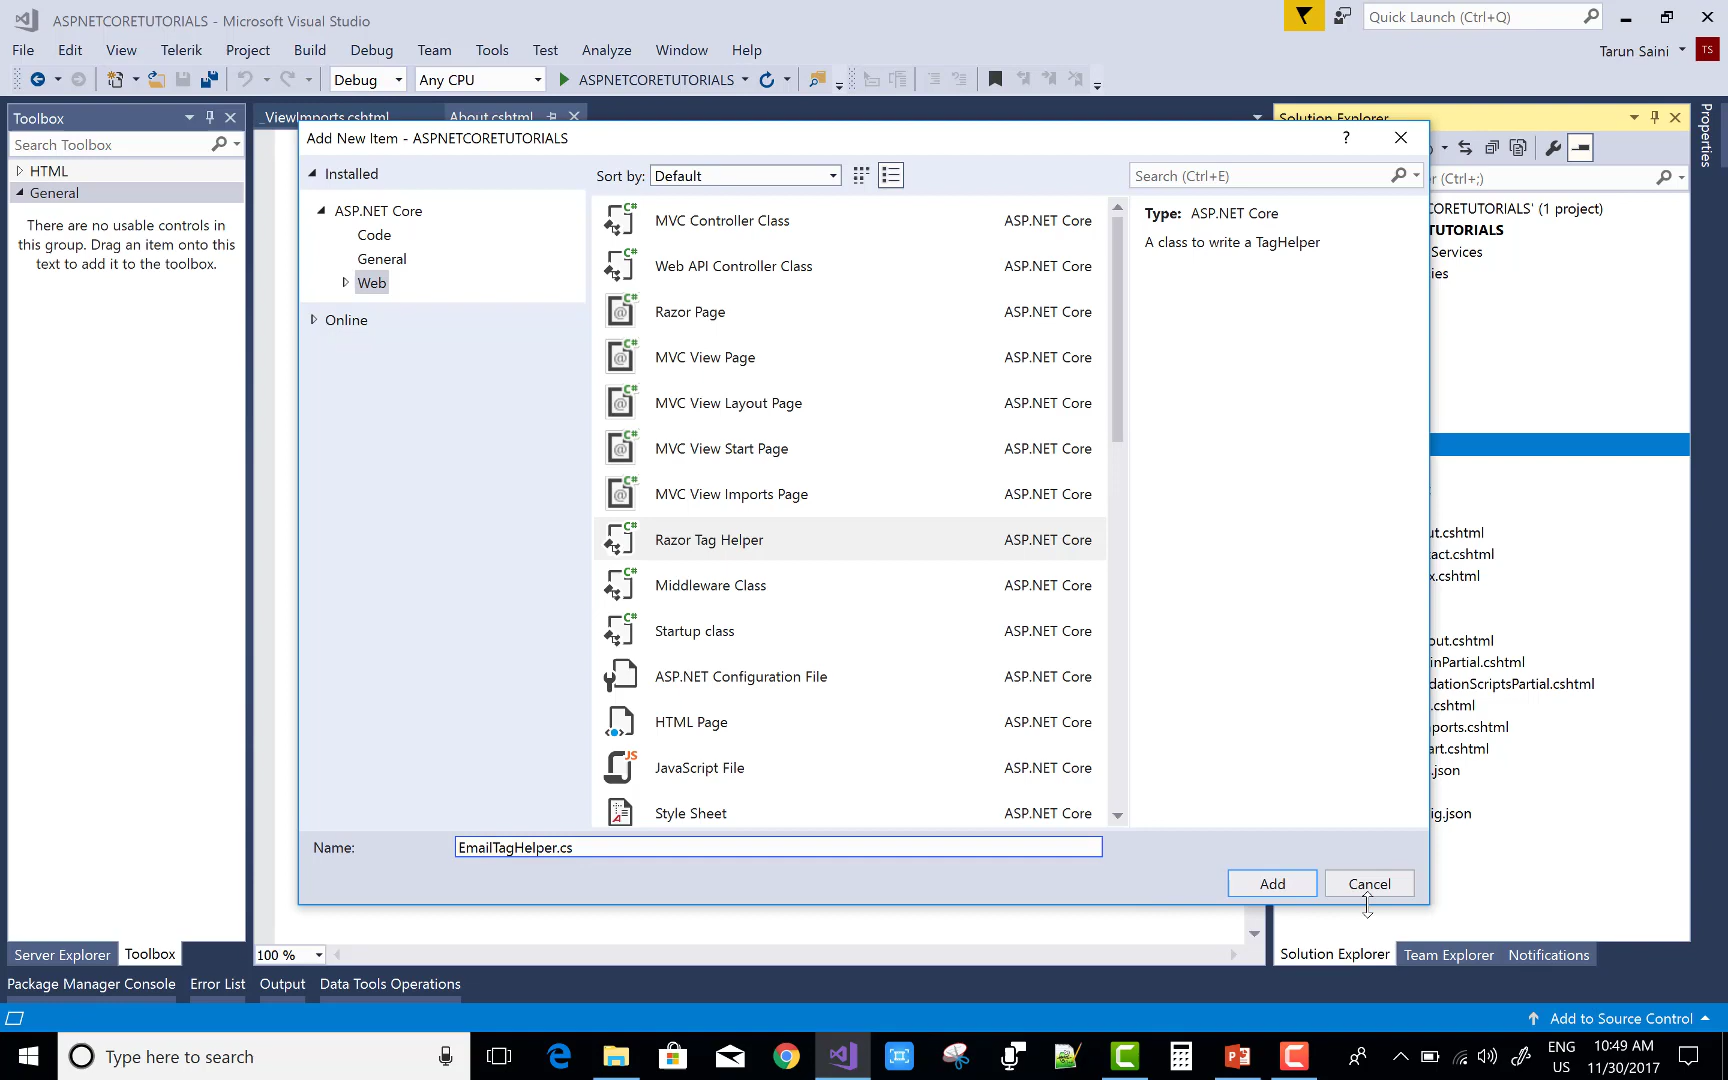 ASPNETCORETUTORIALS - Microsoft Visual Studio
Quick Launch (Ctrl+Q)
File Edit View Telerik Project Build Debug Team Tools Test Analyze Window Help
Tarun Saini TS
Debug Any CPU ASPNETCORETUTORIALS
Toolbox
_ViewImports.cshtml About.cshtml
Solution Explorer
Properties
Search Toolbox
HTML
General
There are no usable controls in
this group. Drag an item onto this
text to add it to the toolbox.
Add New Item - ASPNETCORETUTORIALS
?
Installed
Sort by: Default
Search (Ctrl+E)
ASP.NET Core
Code
General
Web
Online
MVC Controller Class ASP.NET Core
Web API Controller Class ASP.NET Core
Razor Page ASP.NET Core
MVC View Page ASP.NET Core
MVC View Layout Page ASP.NET Core
MVC View Start Page ASP.NET Core
MVC View Imports Page ASP.NET Core
Razor Tag Helper ASP.NET Core
Middleware Class ASP.NET Core
Startup class ASP.NET Core
ASP.NET Configuration File ASP.NET Core
HTML Page ASP.NET Core
JavaScript File ASP.NET Core
Style Sheet ASP.NET Core
Type: ASP.NET Core
A class to write a TagHelper
Name: EmailTagHelper.cs
Add Cancel
r (Ctrl+;)
CORETUTORIALS' (1 project)
TUTORIALS
Services
ies
ut.cshtml
act.cshtml
x.cshtml
out.cshtml
inPartial.cshtml
dationScriptsPartial.cshtml
.cshtml
ports.cshtml
art.cshtml
.json
ig.json
100 %
Server Explorer Toolbox
Solution Explorer Team Explorer Notifications
Package Manager Console Error List Output Data Tools Operations
Add to Source Control
Type here to search
ENG
US
10:49 AM
11/30/2017